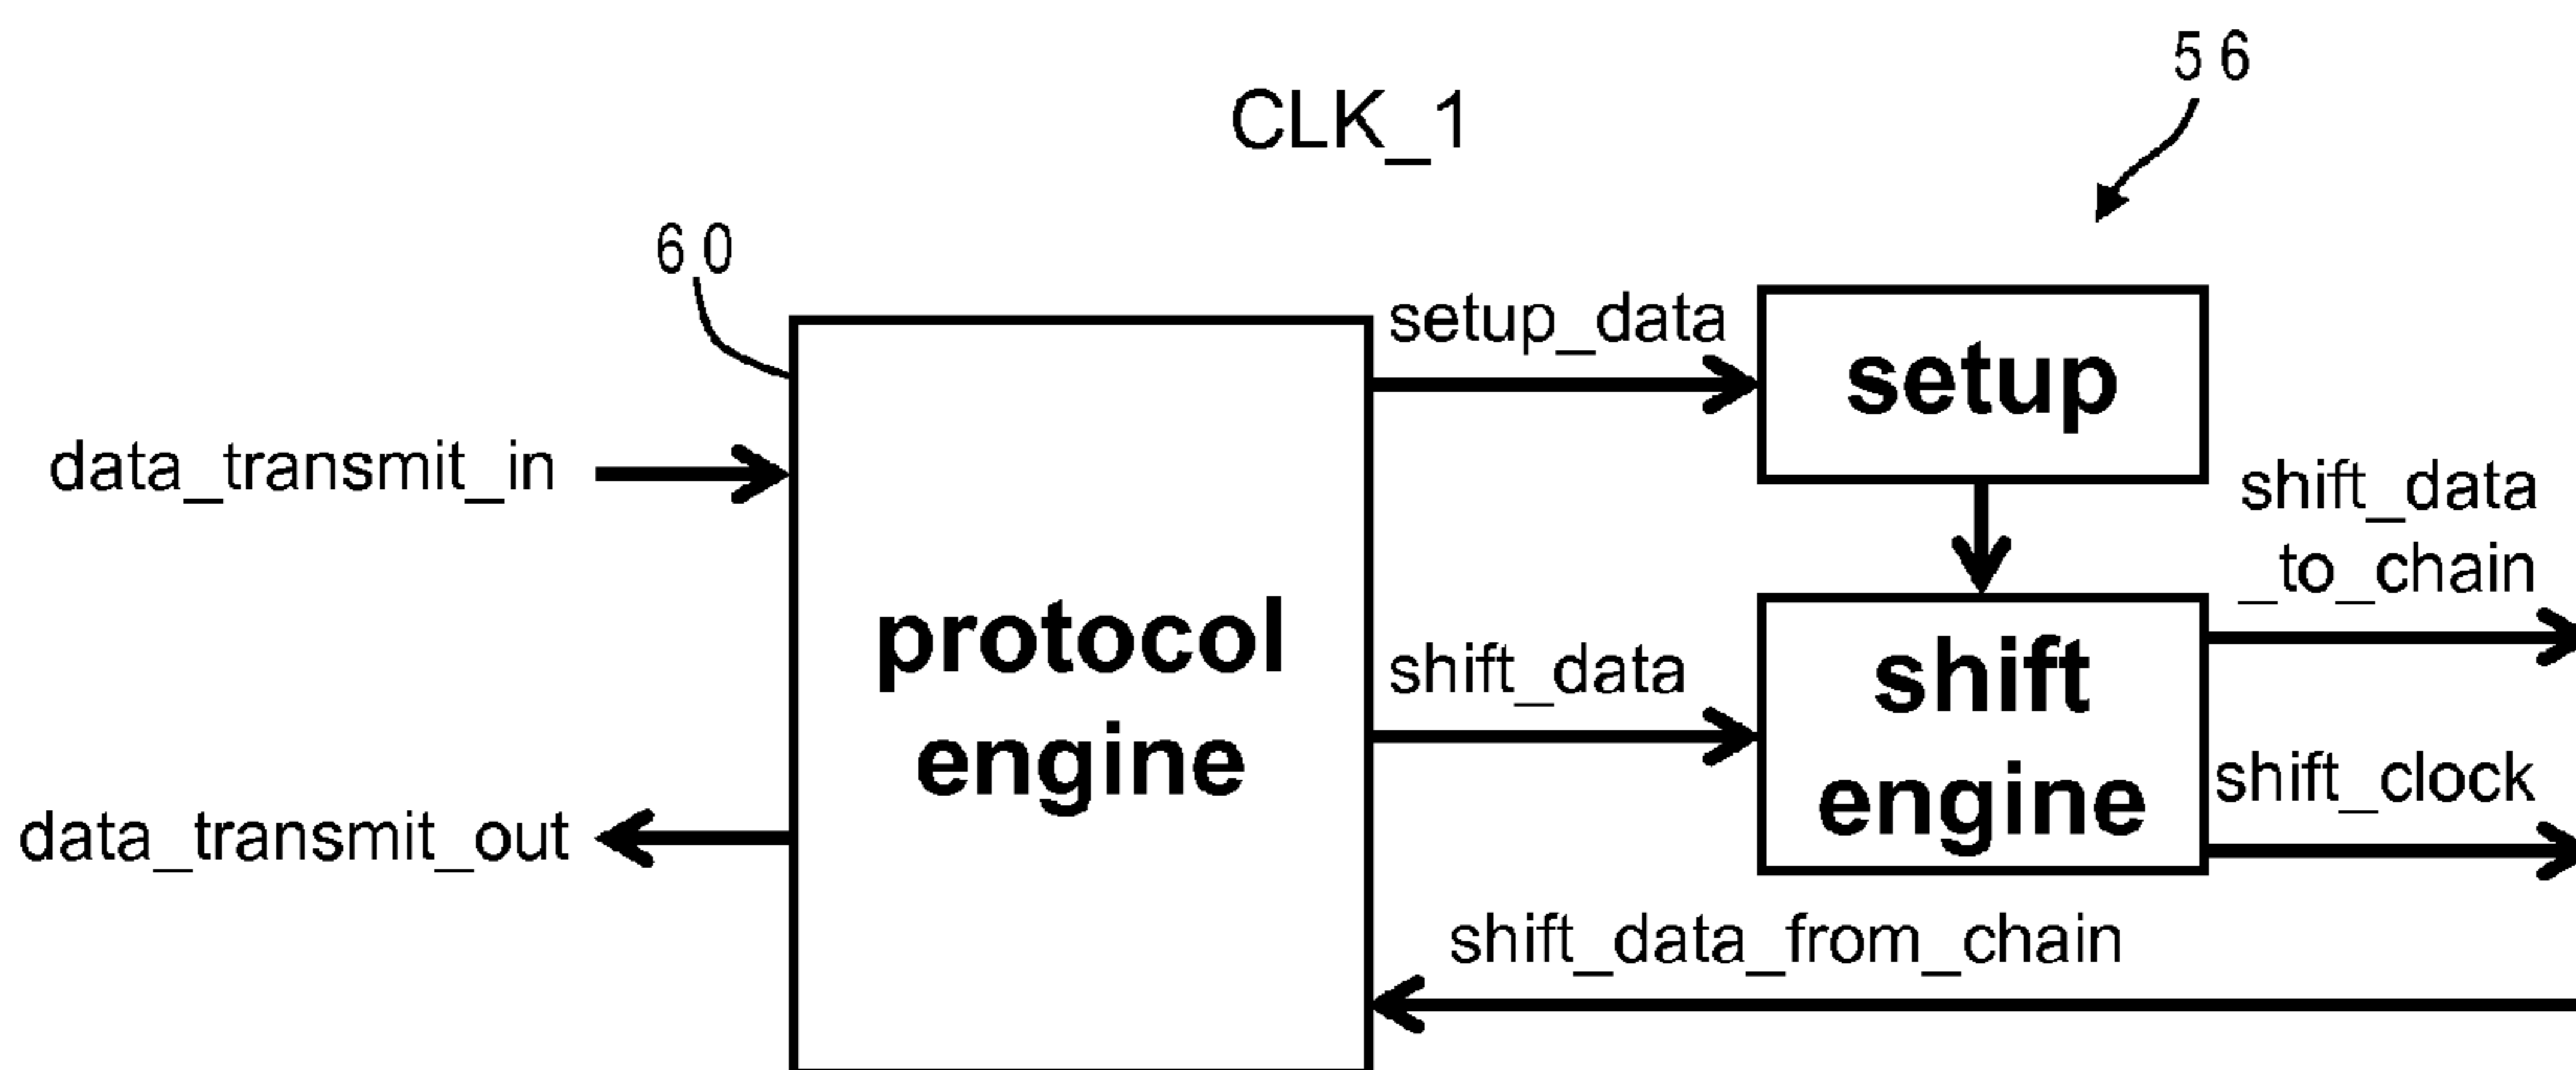 56
CLK_1
60
setup_data
setup
data_transmit_in
shift_data
_to_chain
protocol
engine
shift_data
shift
engine
shift_clock
data_transmit_out
shift_data_from_chain